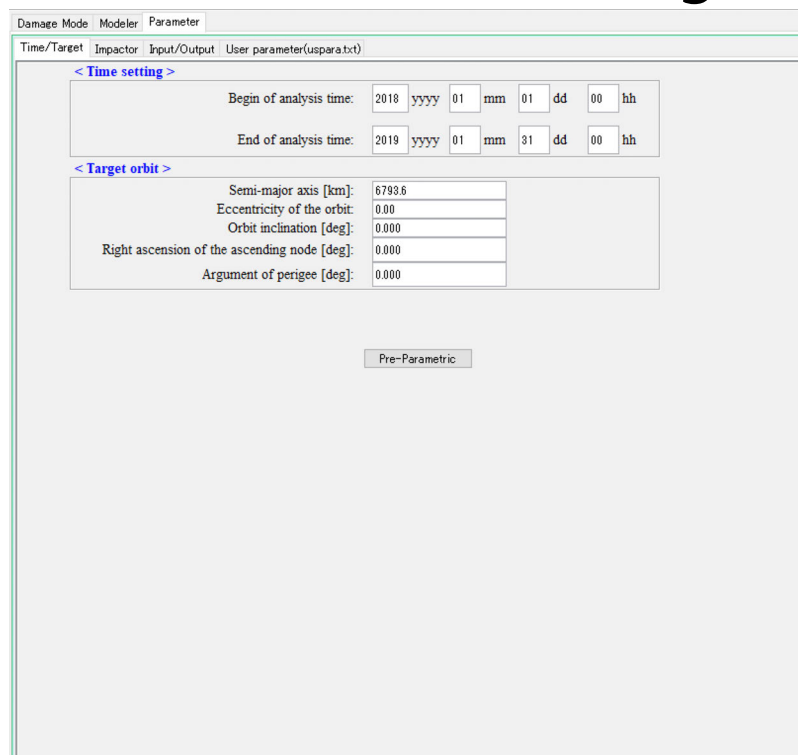 Damage Mode Modeler Parameter
Time/Target Impactor Input/Output User parameter(uspara.txt)
< Time setting >
Begin of analysis time: 2018 yyyy 01 mm 01 dd 00 hh
End of analysis time: 2019 yyyy 01 mm 31 dd 00 hh
< Target orbit >
Semi-major axis [km]: 6793.6
Eccentricity of the orbit: 0.00
Orbit inclination [deg]: 0.000
Right ascension of the ascending node [deg]: 0.000
Argument of perigee [deg]: 0.000
Pre-Parametric